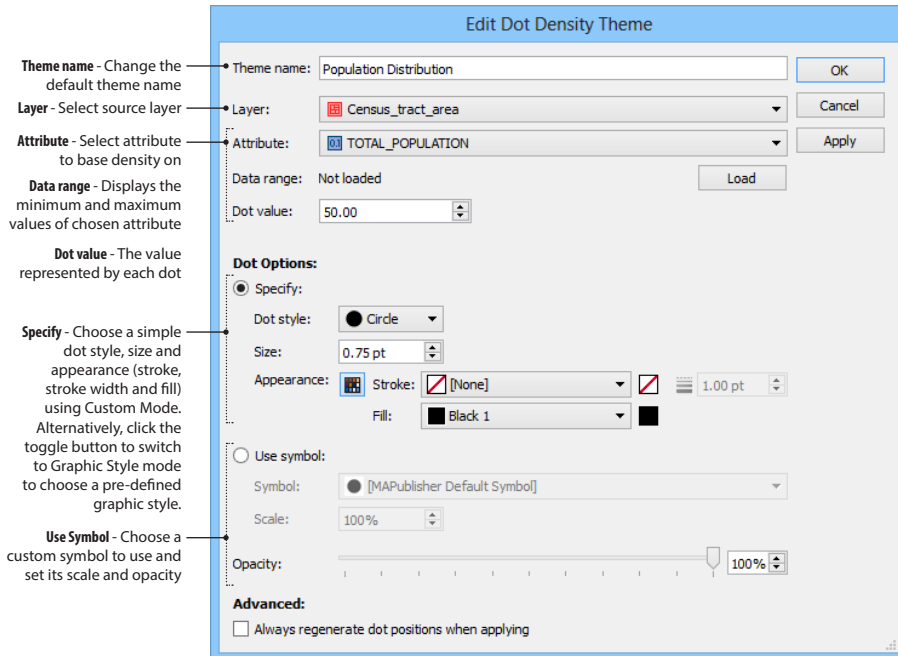 Edit Dot Density Theme
Theme name - Change the
default theme name
Layer - Select source layer
Attribute - Select attribute
to base density on
Data range - Displays the
minimum and maximum
values of chosen attribute
Dot value - The value
represented by each dot
Specify - Choose a simple
dot style, size and
appearance (stroke,
stroke width and fill)
using Custom Mode.
Alternatively, click the
toggle button to switch
to Graphic Style mode
to choose a pre-defined
graphic style.
Use Symbol - Choose a
custom symbol to use and
set its scale and opacity
Theme name: Population Distribution
OK
Layer: Census_tract_area
Cancel
Attribute: 0.1 TOTAL_POPULATION
Apply
Data range: Not loaded
Load
Dot value: 50.00
Dot Options:
Specify:
Dot style: Circle
Size: 0.75 pt
Appearance: Stroke: [None] 1.00 pt
Fill: Black 1
Use symbol:
Symbol: [MAPublisher Default Symbol]
Scale: 100%
Opacity: 100%
Advanced:
Always regenerate dot positions when applying